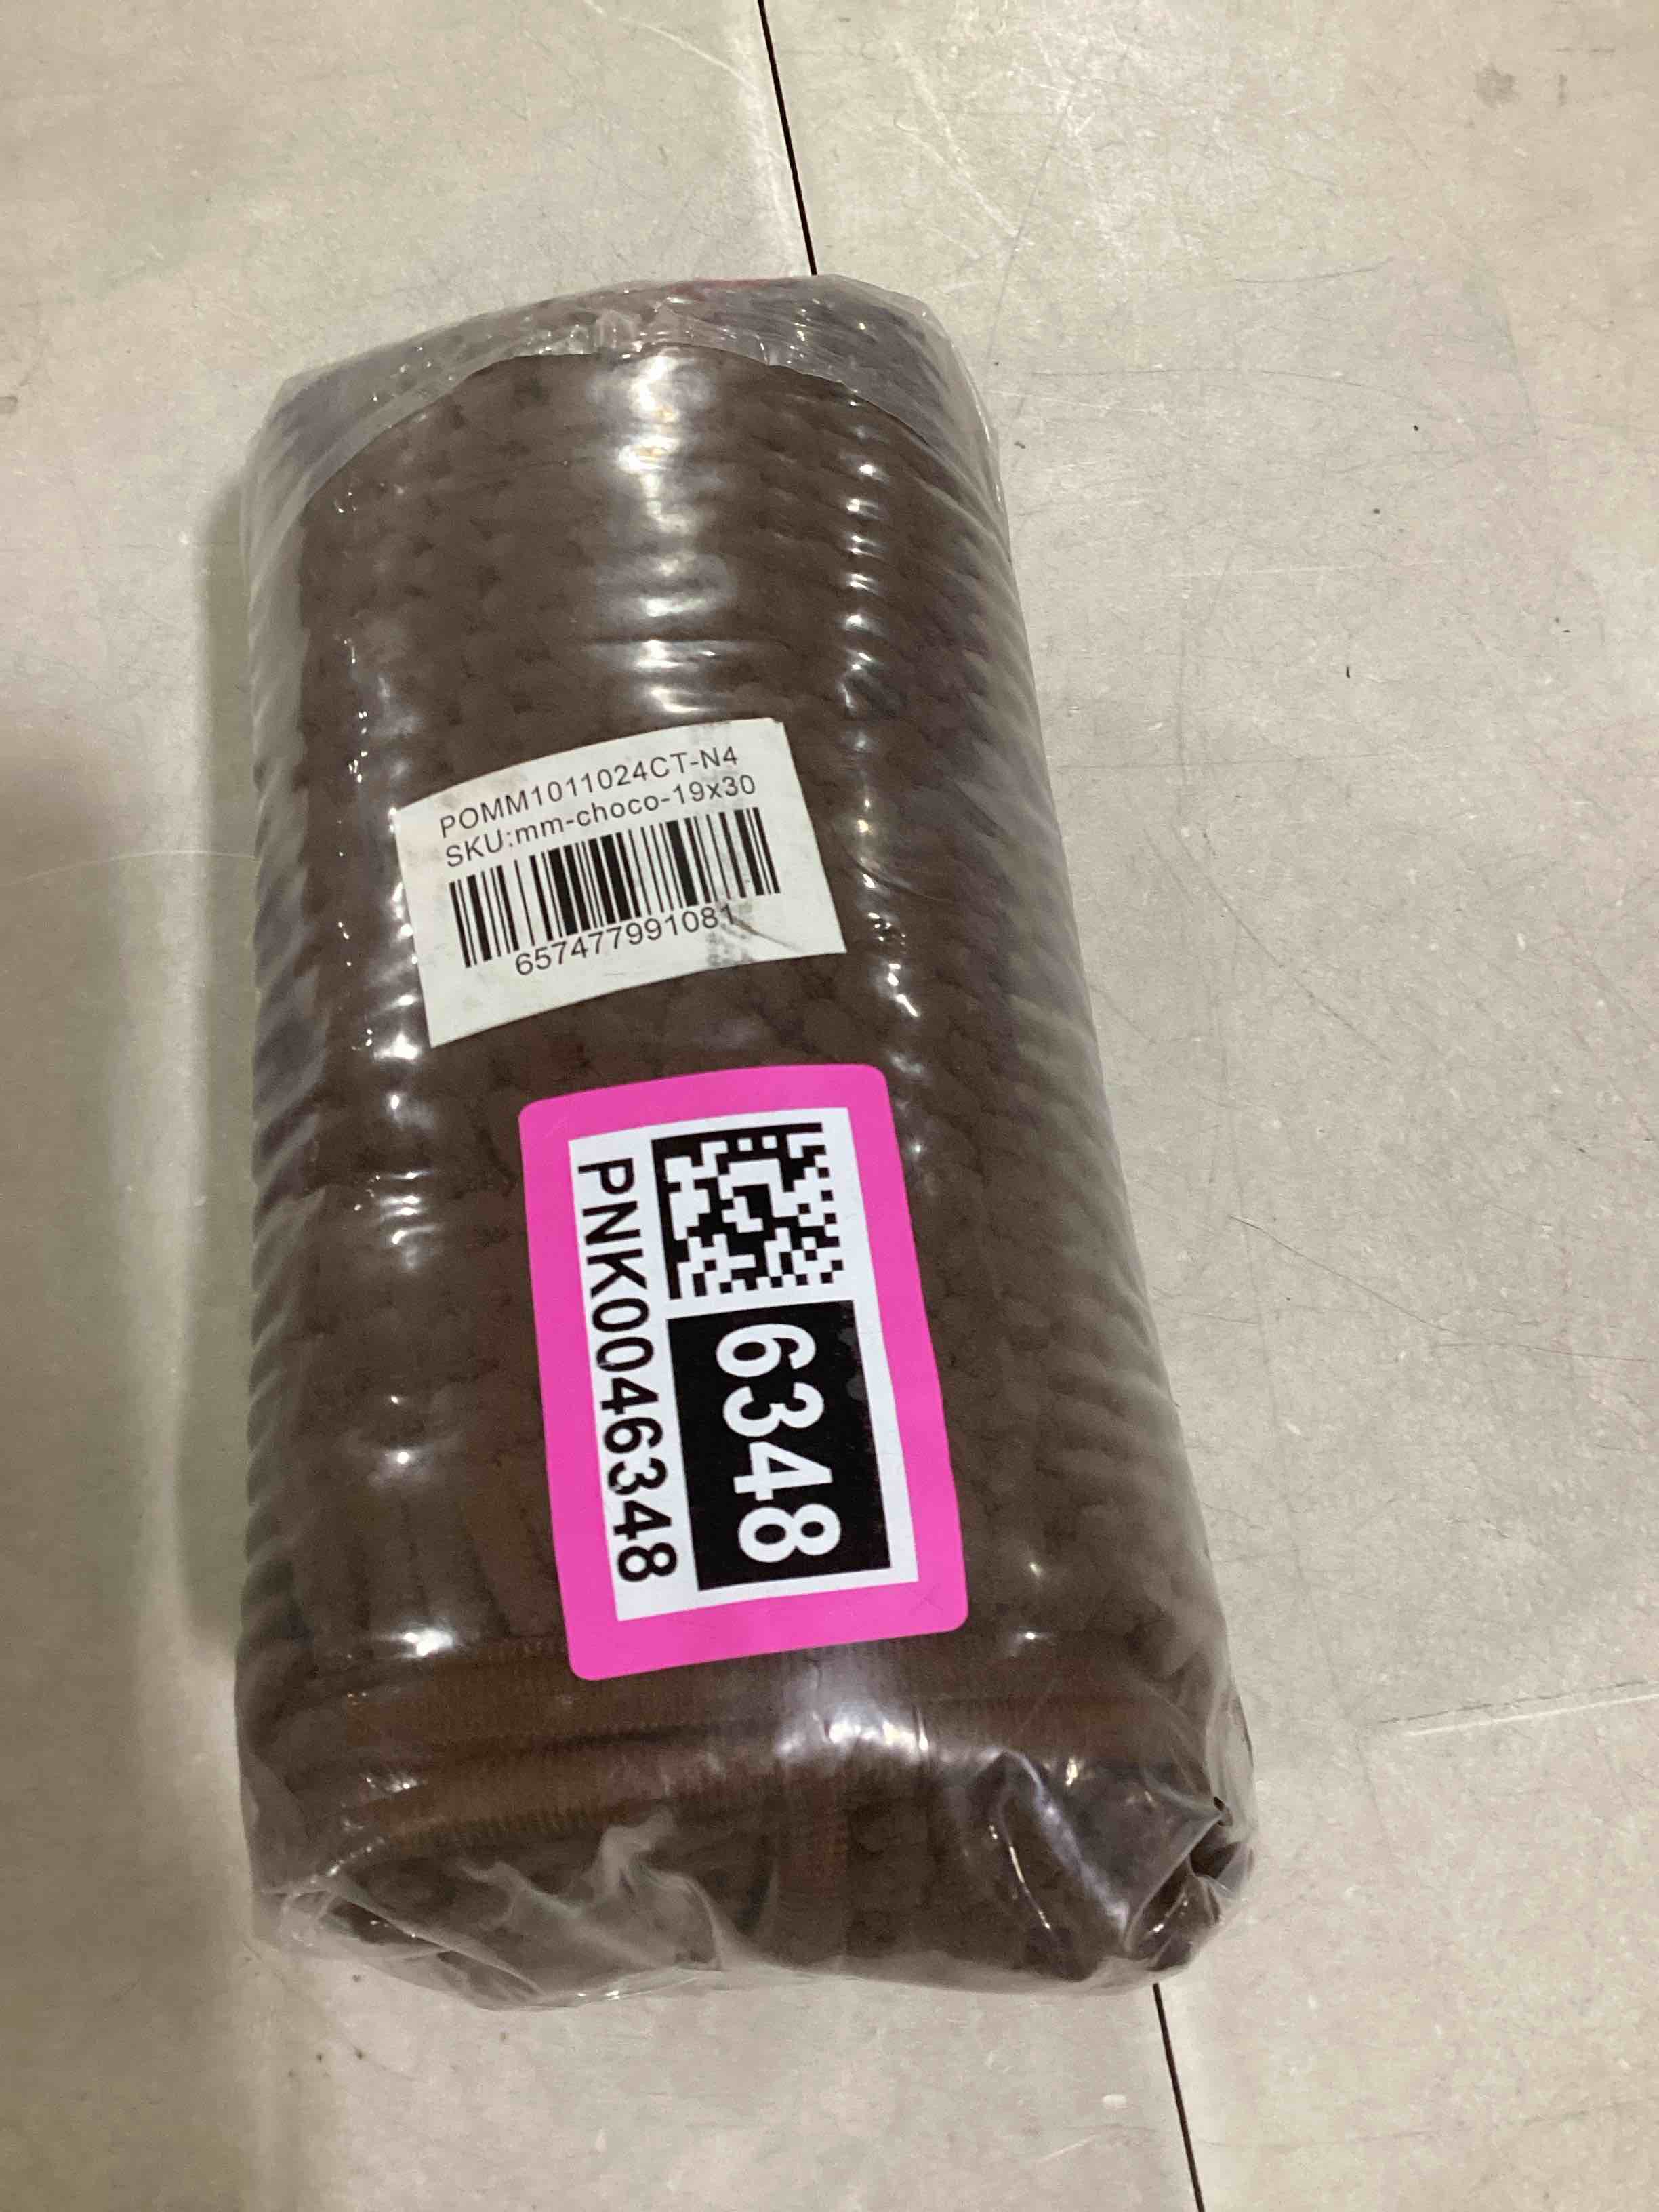 POMM1011024CT-N4
SKU:mm-choco-19x30
657477991081
PNK0046348
6348